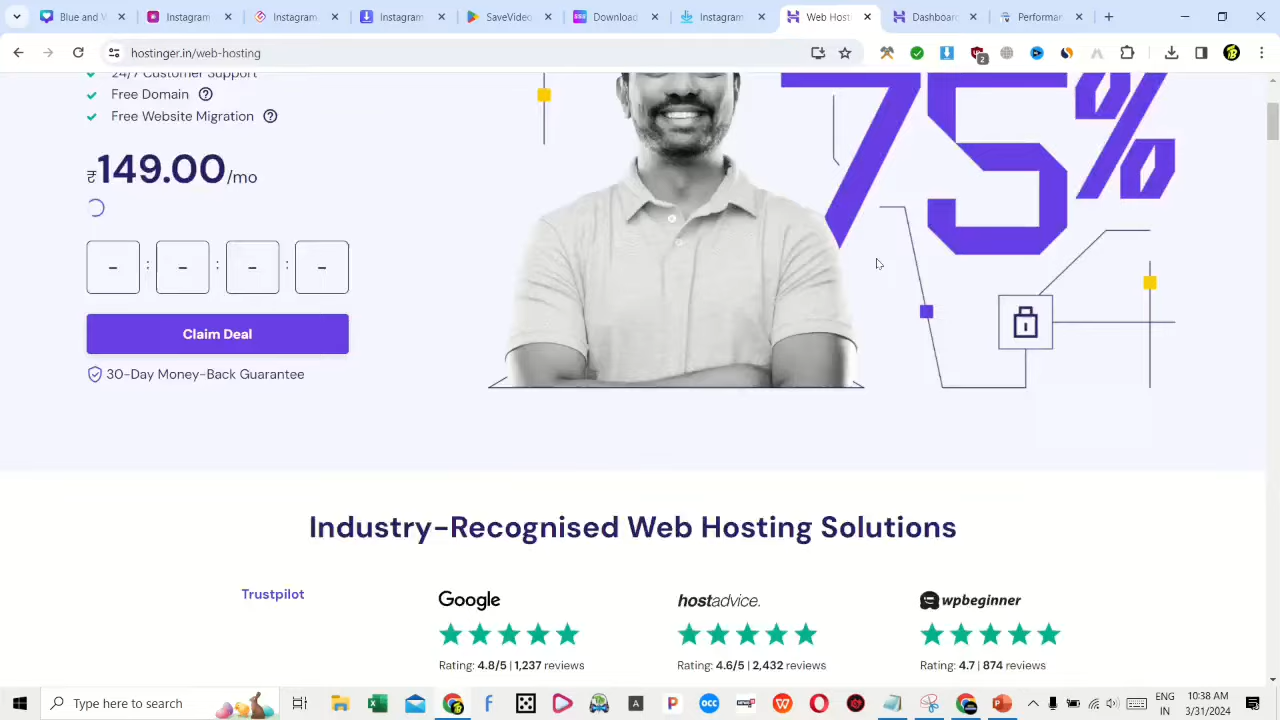 Blue and V
Instagram
Instagram
Instagram
SaveVideo
Download
Instagram
Web Host
Dashboar
Performar
hostinger.in/web-hosting
2
24/7 Customer Support
Free Domain
Free Website Migration
₹149.00/mo
75%
- : - : - : -
Claim Deal
30-Day Money-Back Guarantee
Industry-Recognised Web Hosting Solutions
Trustpilot
Google
hostadvice.
wpbeginner
Rating: 4.8/5 | 1,237 reviews
Rating: 4.6/5 | 2,432 reviews
Rating: 4.7 | 874 reviews
Type here to search
ENG
IN
10:38 AM
3/31/2024